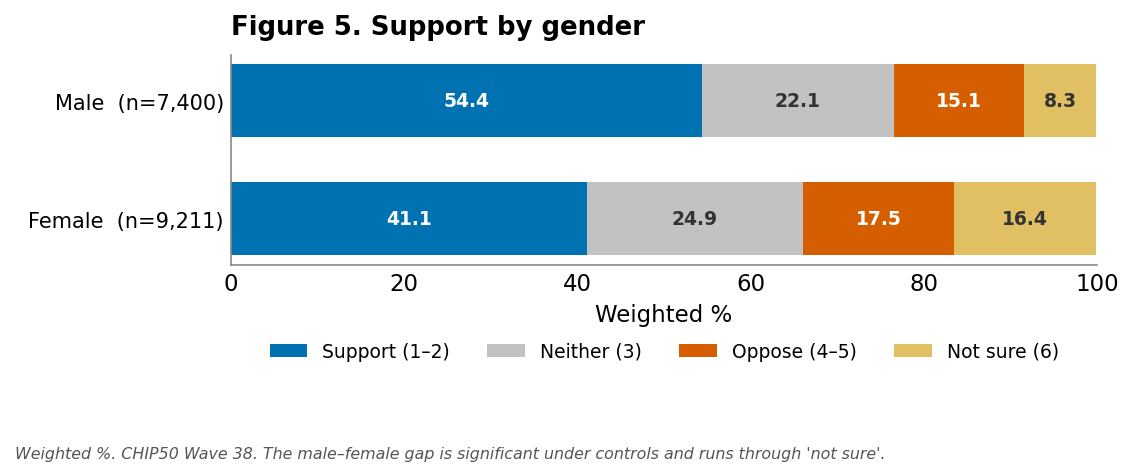 Figure 5. Support by gender
Male (n=7,400)
54.4 22.1 15.1 8.3
Female (n=9,211)
41.1 24.9 17.5 16.4
0 20 40 60 80 100
Weighted %
Support (1–2) Neither (3) Oppose (4–5) Not sure (6)
Weighted %. CHIP50 Wave 38. The male–female gap is significant under controls and runs through 'not sure'.